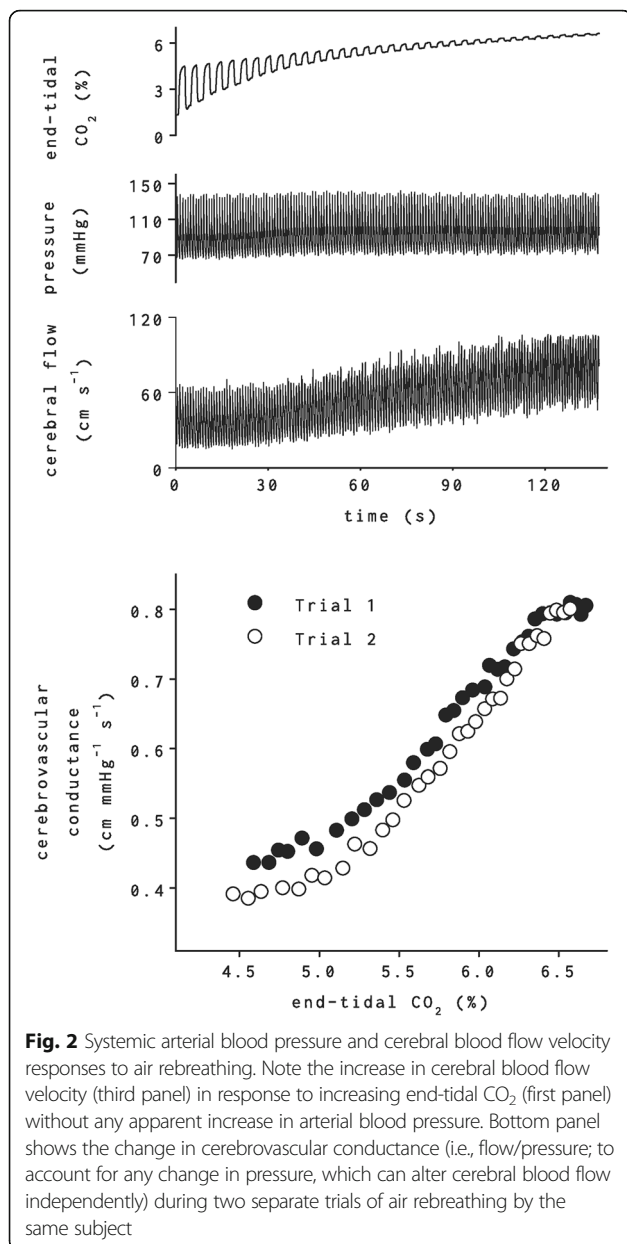 end-tidal
CO₂ (%)
6
3
0
pressure
(mmHg)
150
110
70
cerebral flow
(cm s⁻¹)
120
60
0
0 30 60 90 120
time (s)
cerebrovascular
conductance
(cm mmHg⁻¹ s⁻¹)
0.8
0.7
0.6
0.5
0.4
Trial 1
Trial 2
4.5 5.0 5.5 6.0 6.5
end-tidal CO₂ (%)
Fig. 2 Systemic arterial blood pressure and cerebral blood flow velocity
responses to air rebreathing. Note the increase in cerebral blood flow
velocity (third panel) in response to increasing end-tidal CO₂ (first panel)
without any apparent increase in arterial blood pressure. Bottom panel
shows the change in cerebrovascular conductance (i.e., flow/pressure; to
account for any change in pressure, which can alter cerebral blood flow
independently) during two separate trials of air rebreathing by the
same subject